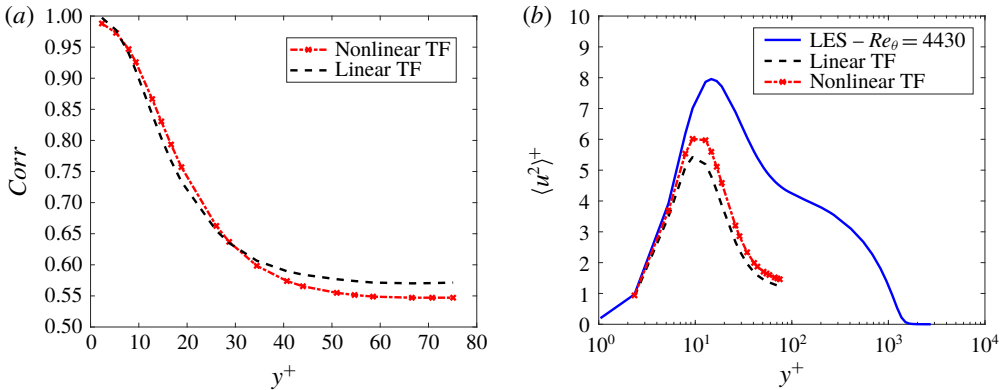 (a)
1.00
0.95
0.90
0.85
0.80
0.75
0.70
0.65
0.60
0.55
0.50
Corr
Nonlinear TF
Linear TF
0 10 20 30 40 50 60 70 80
y⁺
(b)
10
9
8
7
6
5
4
3
2
1
0
⟨u²⟩⁺
LES – Reθ = 4430
Linear TF
Nonlinear TF
10⁰ 10¹ 10² 10³ 10⁴
y⁺